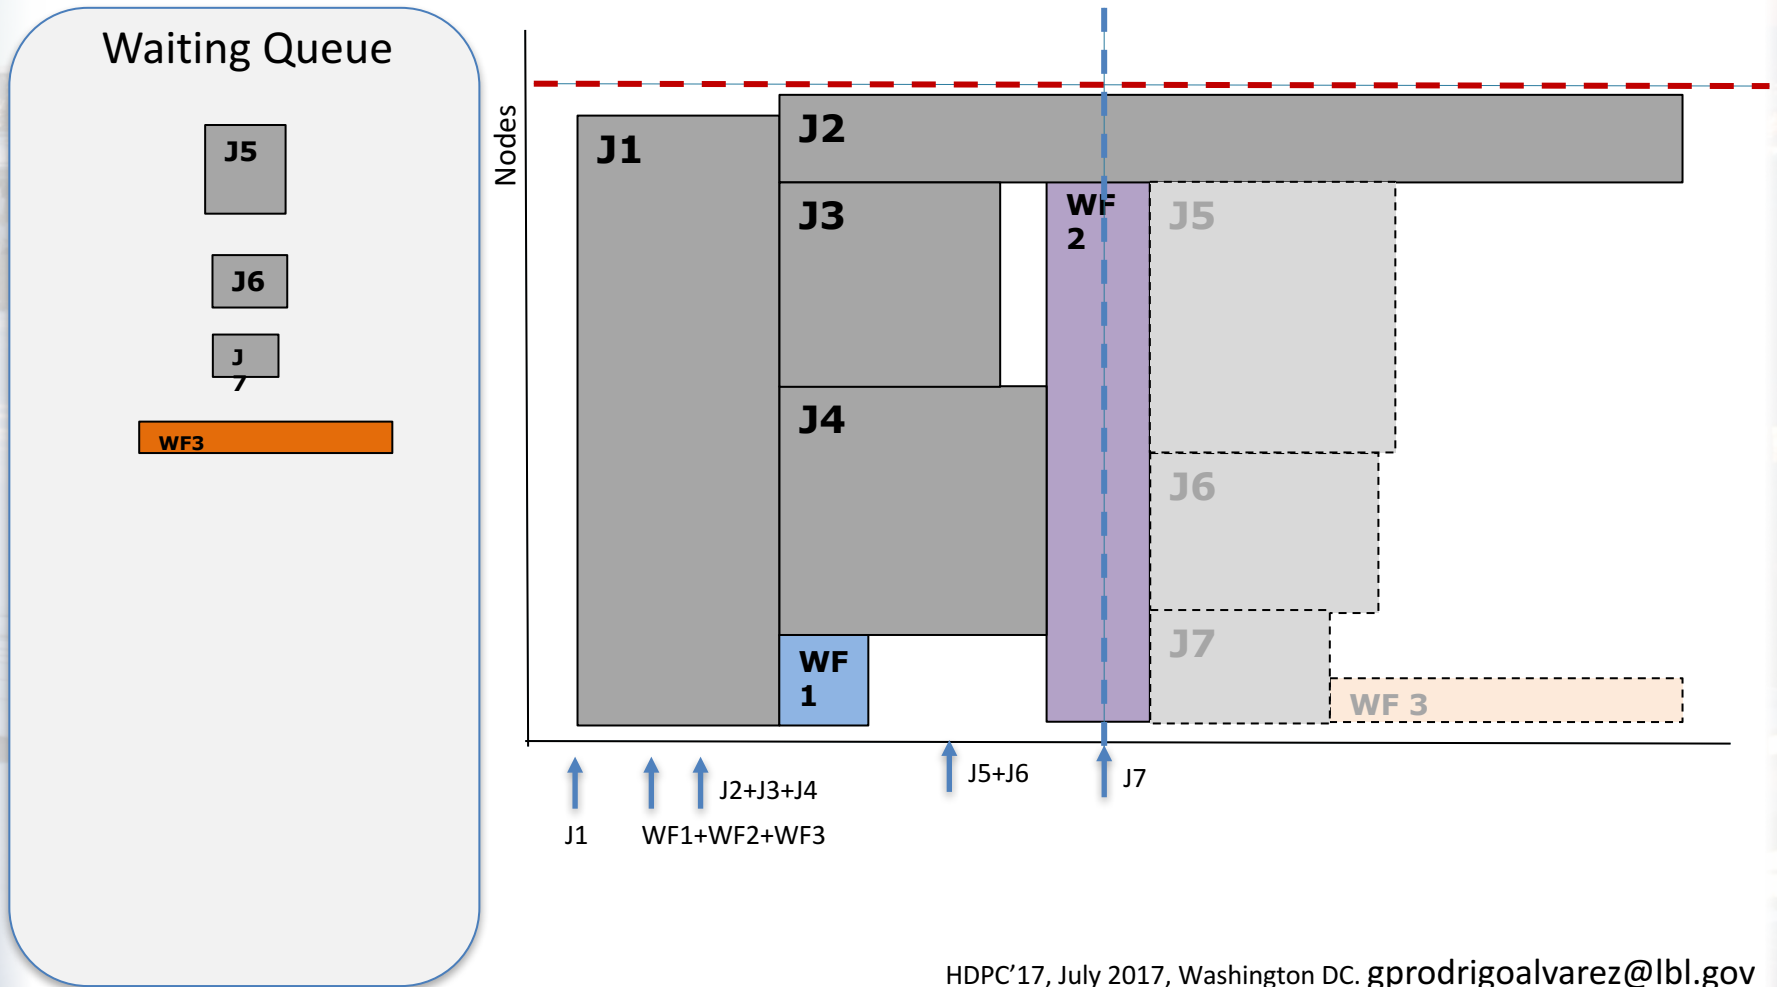 Waiting Queue
J5
J6
J
7
WF3
Nodes
J1
J2
J3
J4
WF
1
WF
2
J5
J6
J7
WF 3
J5+J6
J7
J2+J3+J4
J1
WF1+WF2+WF3
HDPC’17, July 2017, Washington DC. gprodrigoalvarez@lbl.gov